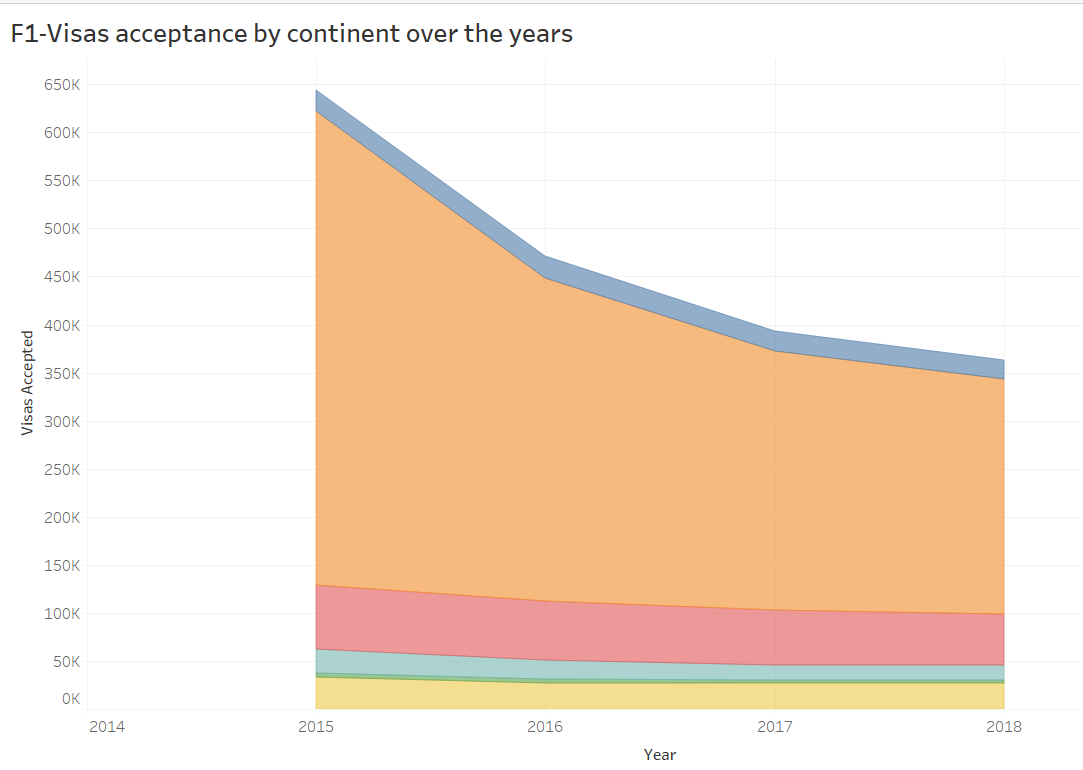 F1-Visas acceptance by continent over the years
650K
600K
550K
500K
450K
400K
350K
300K
250K
200K
150K
100K
50K
0K
Visas Accepted
2014 2015 2016 2017 2018
Year